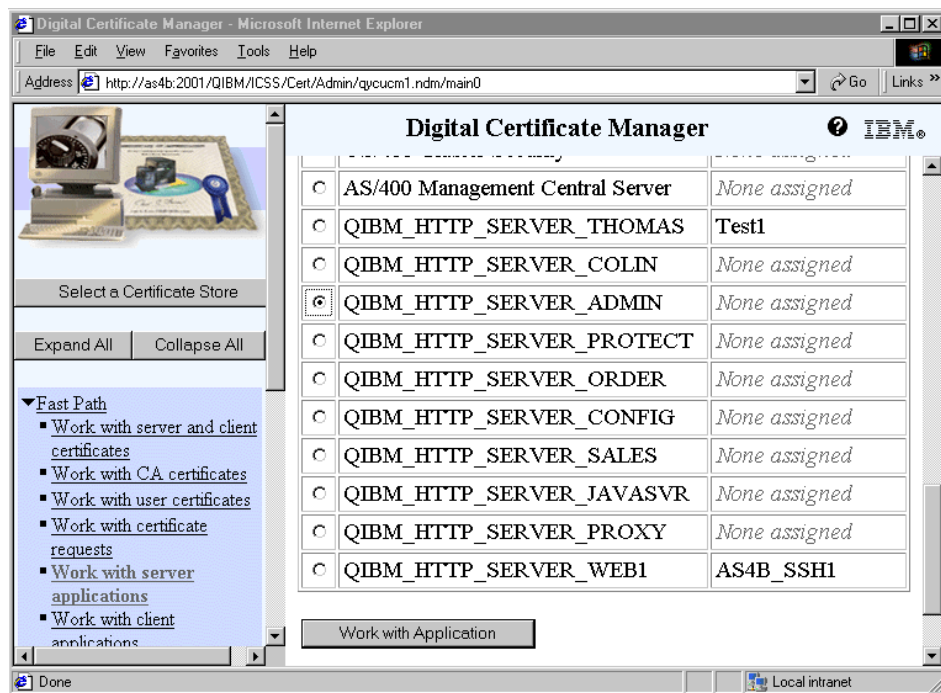 Digital Certificate Manager - Microsoft Internet Explorer
File Edit View Favorites Tools Help
Address http://as4b:2001/QIBM/ICSS/Cert/Admin/qycucm1.ndm/main0 Go Links »
Digital Certificate Manager ? IBM®
Select a Certificate Store
Expand All Collapse All
Fast Path
Work with server and client
certificates
Work with CA certificates
Work with user certificates
Work with certificate
requests
Work with server
applications
Work with client
applications
AS/400 Management Central Server None assigned
QIBM_HTTP_SERVER_THOMAS Test1
QIBM_HTTP_SERVER_COLIN None assigned
QIBM_HTTP_SERVER_ADMIN None assigned
QIBM_HTTP_SERVER_PROTECT None assigned
QIBM_HTTP_SERVER_ORDER None assigned
QIBM_HTTP_SERVER_CONFIG None assigned
QIBM_HTTP_SERVER_SALES None assigned
QIBM_HTTP_SERVER_JAVASVR None assigned
QIBM_HTTP_SERVER_PROXY None assigned
QIBM_HTTP_SERVER_WEB1 AS4B_SSH1
Work with Application
Done Local intranet